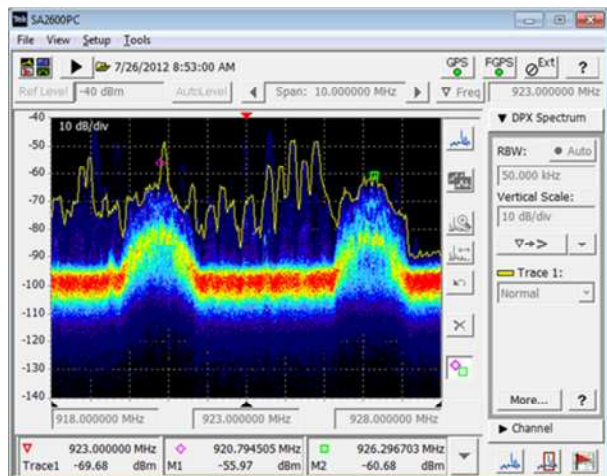 Tek SA2600PC
File View Setup Tools
7/26/2012 8:53:00 AM
GPS FGPS Ext ?
Ref Level -40 dBm AutoLevel Span: 10.000000 MHz Freq 923.000000 MHz
-40
10 dB/div
-50
-60
-70
-80
-90
-100
-110
-120
-130
-140
918.000000 MHz 923.000000 MHz 928.000000 MHz
DPX Spectrum
RBW: Auto
50.000 kHz
Vertical Scale:
10 dB/div
Trace 1:
Normal
More... ?
Channel
923.000000 MHz 920.794505 MHz 926.296703 MHz
Trace1 -69.68 dBm M1 -55.97 dBm M2 -60.68 dBm